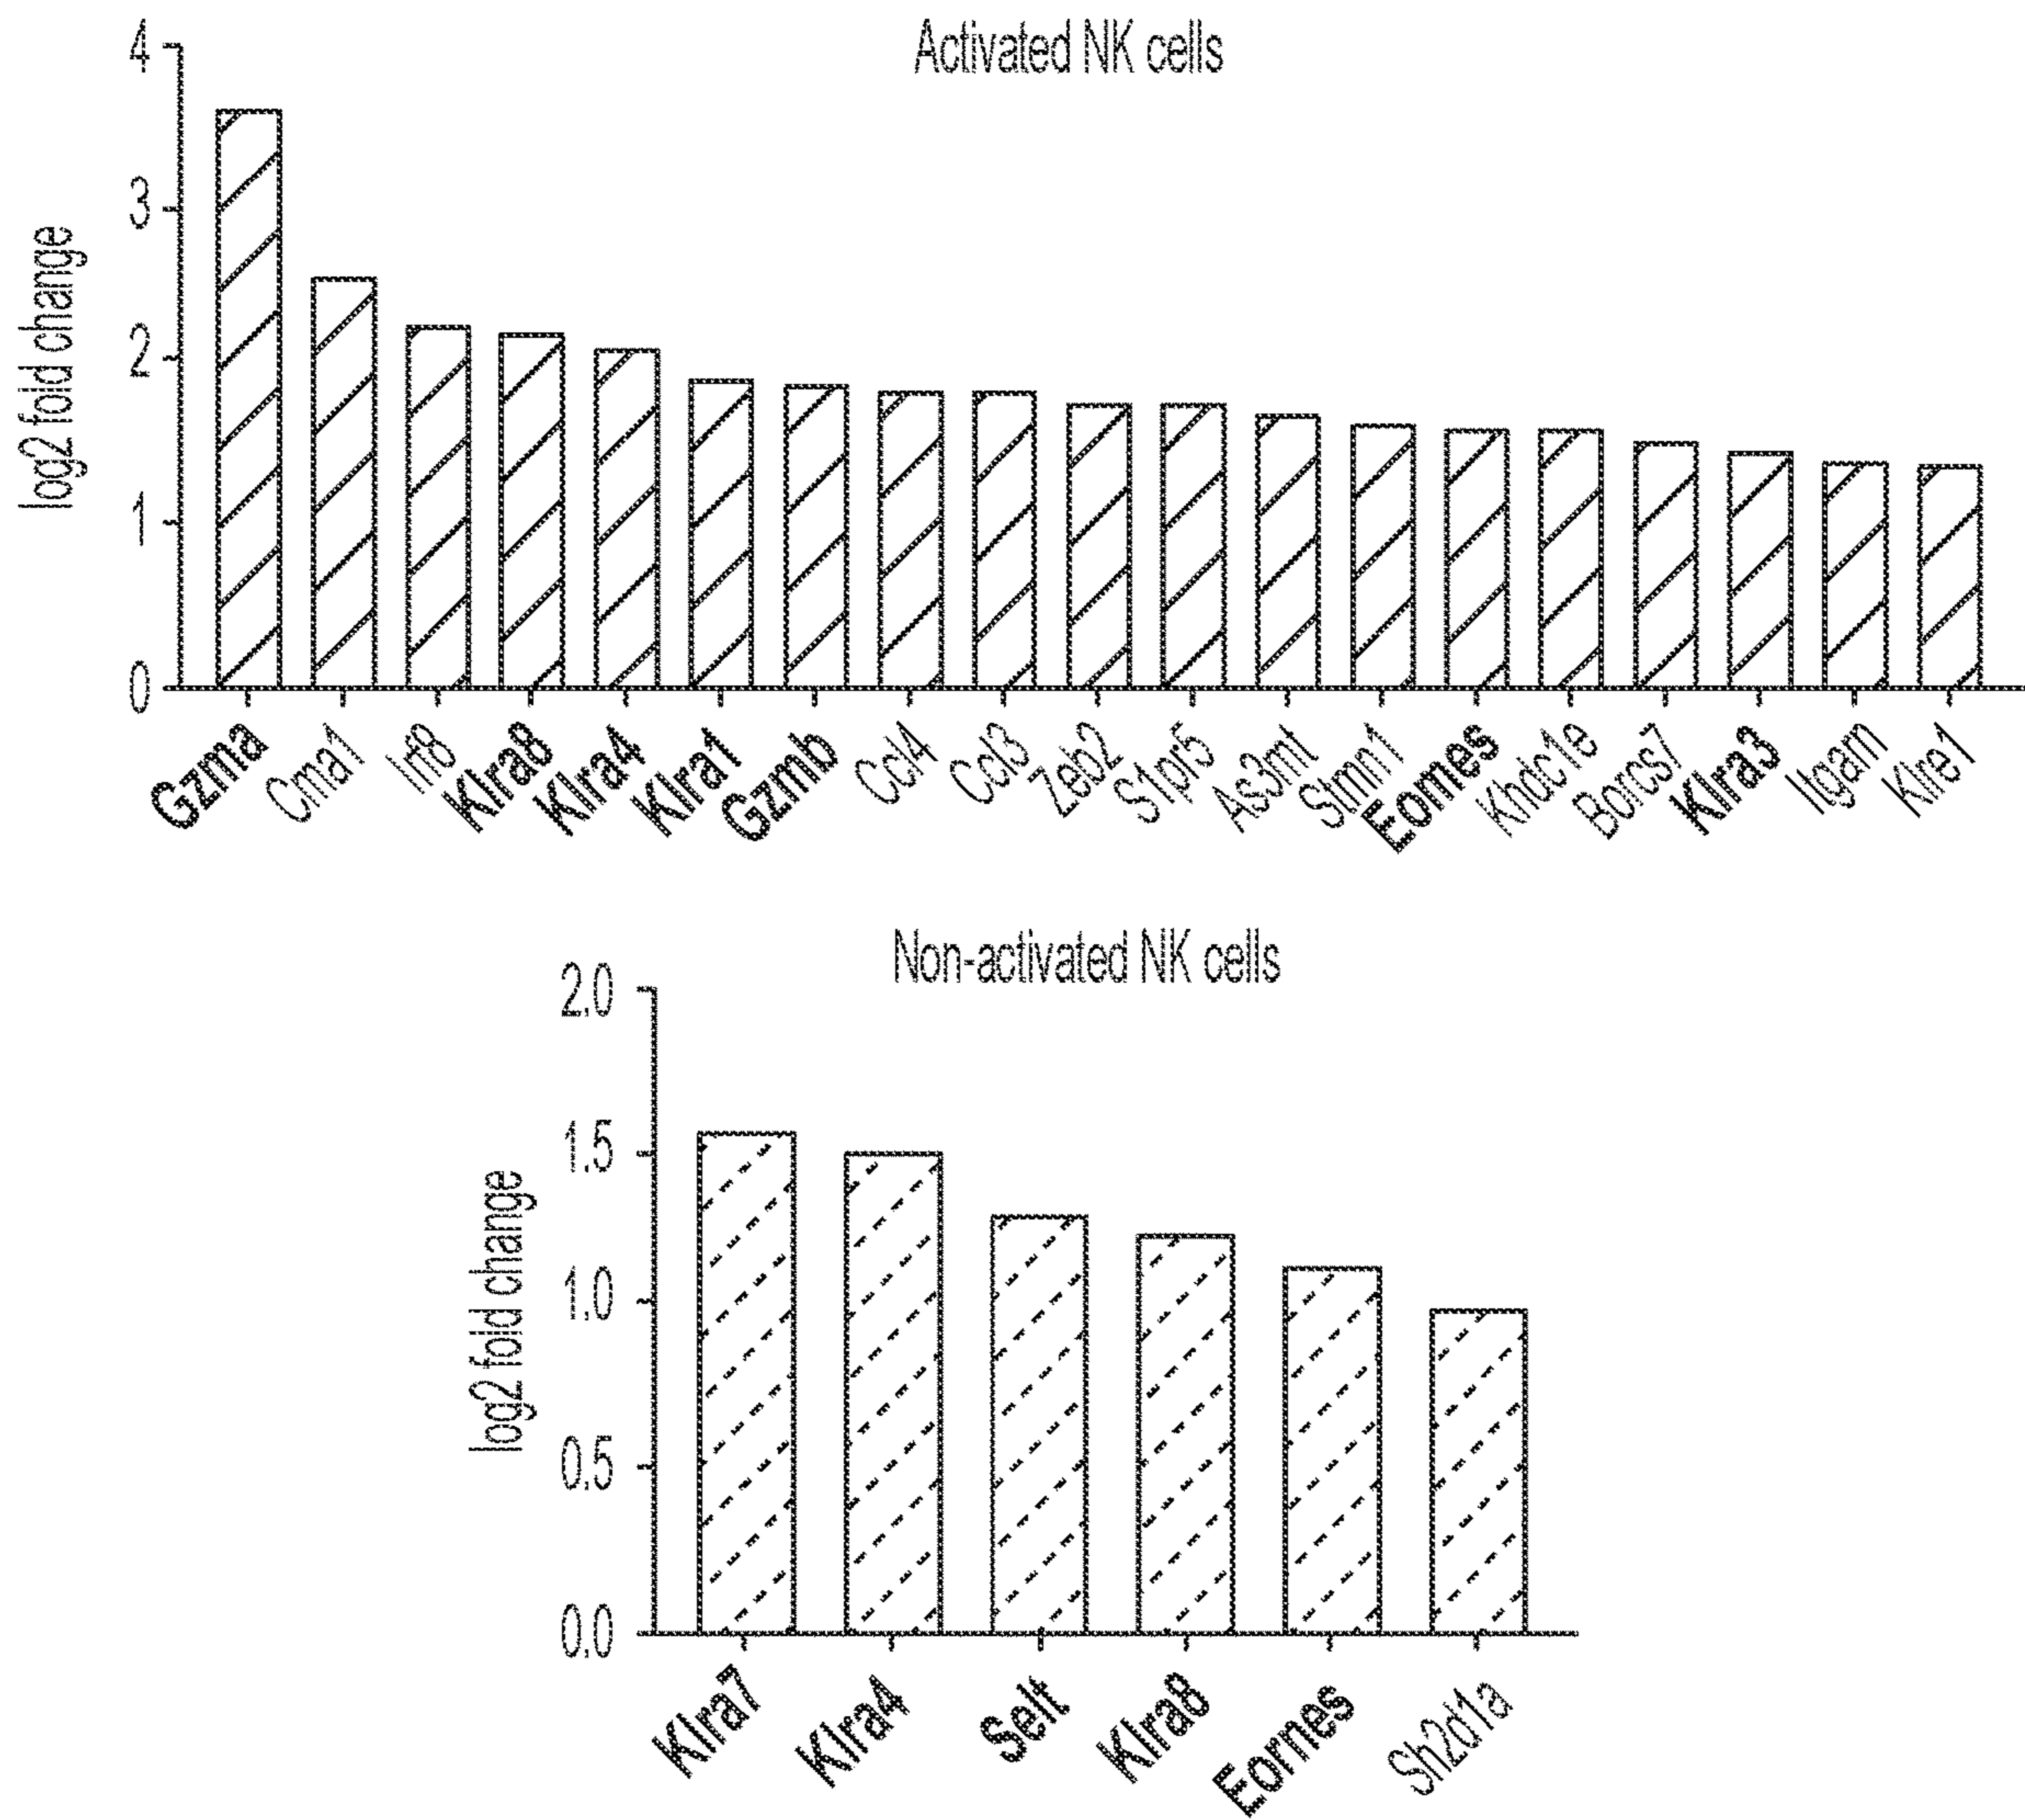 Activated NK cells
log2 fold change
4
3
2
1
0
Gzma
Cma1
Irf8
Klra8
Klra4
Klra1
Gzmb
Ccl4
Ccl3
Zeb2
S1pr5
As3mt
Stmn1
Eomes
Khdc1e
Borcs7
Klra3
Itgam
Klre1
Non-activated NK cells
log2 fold change
2.0
1.5
1.0
0.5
0.0
Klra7
Klra4
Selt
Klra8
Eomes
Sh2d1a